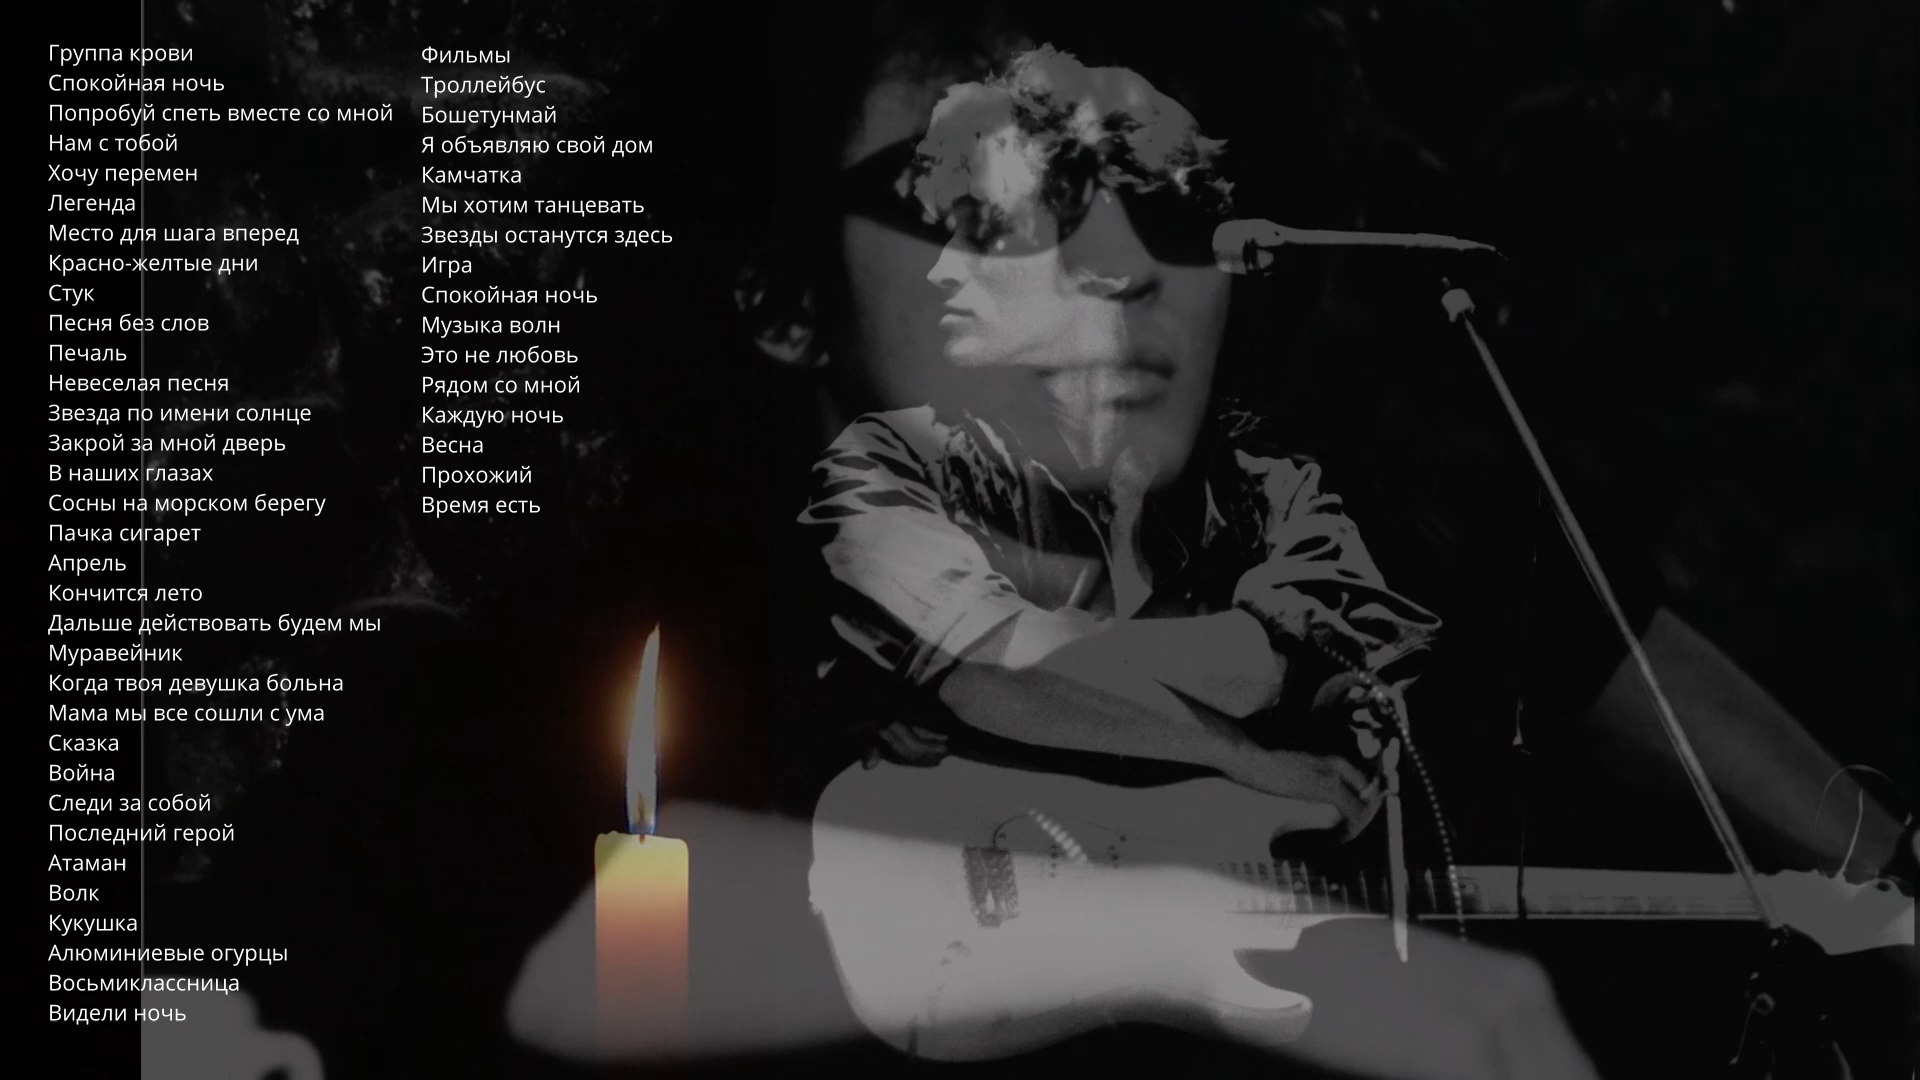 Группа крови
Спокойная ночь
Попробуй спеть вместе со мной
Нам с тобой
Хочу перемен
Легенда
Место для шага вперед
Красно-желтые дни
Стук
Песня без слов
Печаль
Невеселая песня
Звезда по имени солнце
Закрой за мной дверь
В наших глазах
Сосны на морском берегу
Пачка сигарет
Апрель
Кончится лето
Дальше действовать будем мы
Муравейник
Когда твоя девушка больна
Мама мы все сошли с ума
Сказка
Война
Следи за собой
Последний герой
Атаман
Волк
Кукушка
Алюминиевые огурцы
Восьмиклассница
Видели ночь
Фильмы
Троллейбус
Бошетунмай
Я объявляю свой дом
Камчатка
Мы хотим танцевать
Звезды останутся здесь
Игра
Спокойная ночь
Музыка волн
Это не любовь
Рядом со мной
Каждую ночь
Весна
Прохожий
Время есть